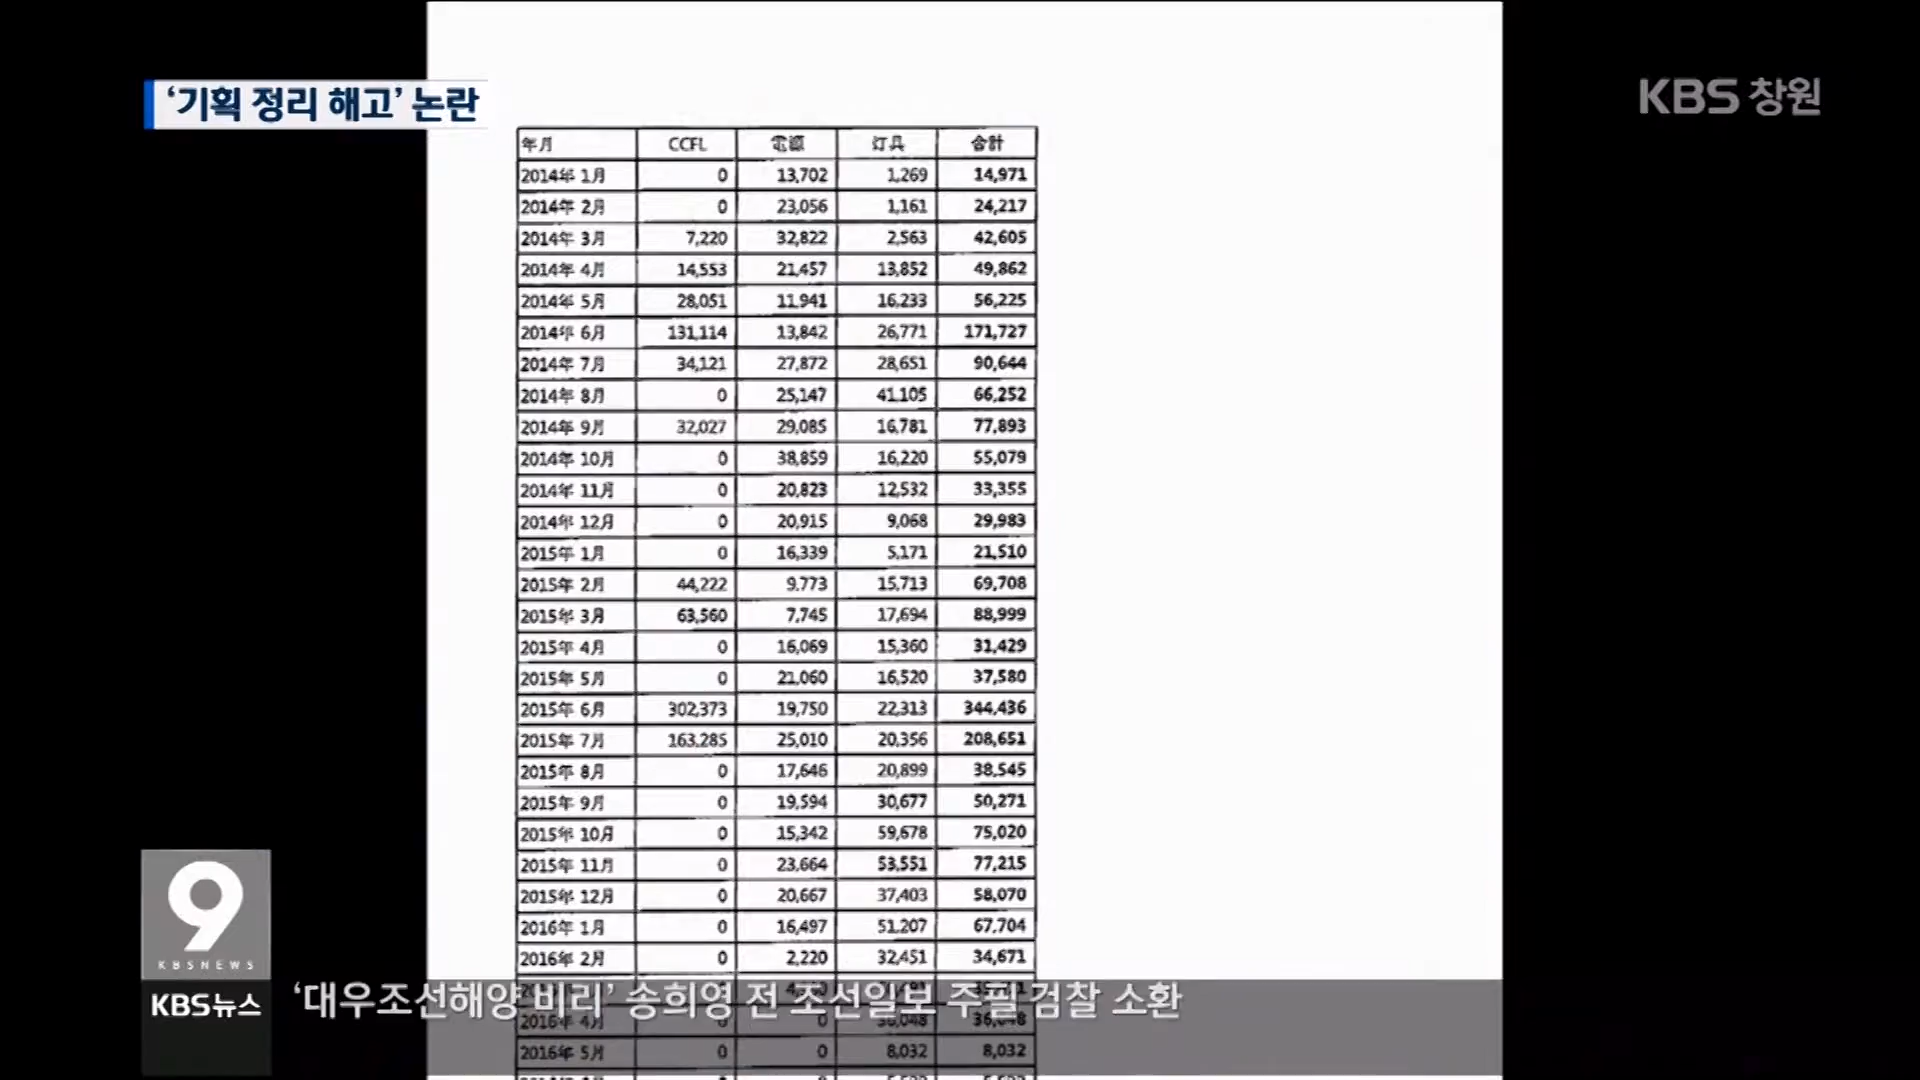 '기획 정리 해고' 논란
KBS 창원
年月 CCFL 電源 灯具 合計
2014年 1月 0 13,702 1,269 14,971
2014年 2月 0 23,056 1,161 24,217
2014年 3月 7,220 32,822 2,563 42,605
2014年 4月 14,553 21,457 13,852 49,862
2014年 5月 28,051 11,941 16,233 56,225
2014年 6月 131,114 13,842 26,771 171,727
2014年 7月 34,121 27,872 28,651 90,644
2014年 8月 0 25,147 41,105 66,252
2014年 9月 32,027 29,085 16,781 77,893
2014年 10月 0 38,859 16,220 55,079
2014年 11月 0 20,823 12,532 33,355
2014年 12月 0 20,915 9,068 29,983
2015年 1月 0 16,339 5,171 21,510
2015年 2月 44,222 9,773 15,713 69,708
2015年 3月 63,560 7,745 17,694 88,999
2015年 4月 0 16,069 15,360 31,429
2015年 5月 0 21,060 16,520 37,580
2015年 6月 302,373 19,750 22,313 344,436
2015年 7月 163,285 25,010 20,356 208,651
2015年 8月 0 17,646 20,899 38,545
2015年 9月 0 19,594 30,677 50,271
2015年 10月 0 15,342 59,678 75,020
2015年 11月 0 23,664 53,551 77,215
2015年 12月 0 20,667 37,403 58,070
2016年 1月 0 16,497 51,207 67,704
2016年 2月 0 2,220 32,451 34,671
2016年 4月 0 0 36,048 36,048
2016年 5月 0 0 8,032 8,032
9
KBSNEWS
KBS뉴스
'대우조선해양 비리' 송희영 전 조선일보 주필 검찰 소환